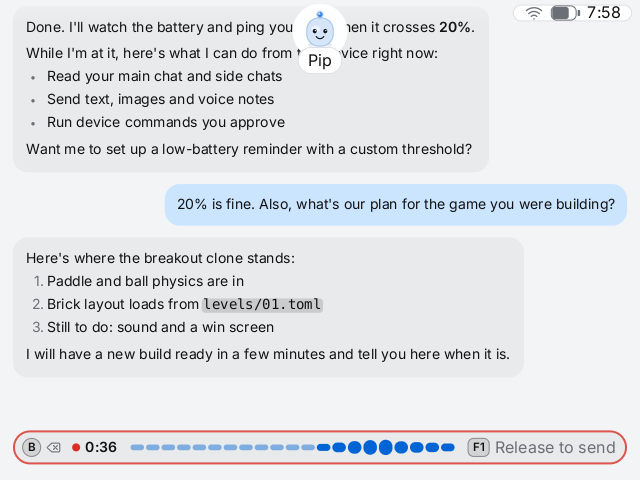 7:58
Done. I'll watch the battery and ping you when it crosses 20%.
Pip
While I'm at it, here's what I can do from device right now:
• Read your main chat and side chats
• Send text, images and voice notes
• Run device commands you approve
Want me to set up a low-battery reminder with a custom threshold?
20% is fine. Also, what's our plan for the game you were building?
Here's where the breakout clone stands:
1. Paddle and ball physics are in
2. Brick layout loads from levels/01.toml
3. Still to do: sound and a win screen
I will have a new build ready in a few minutes and tell you here when it is.
B 0:36 F1 Release to send